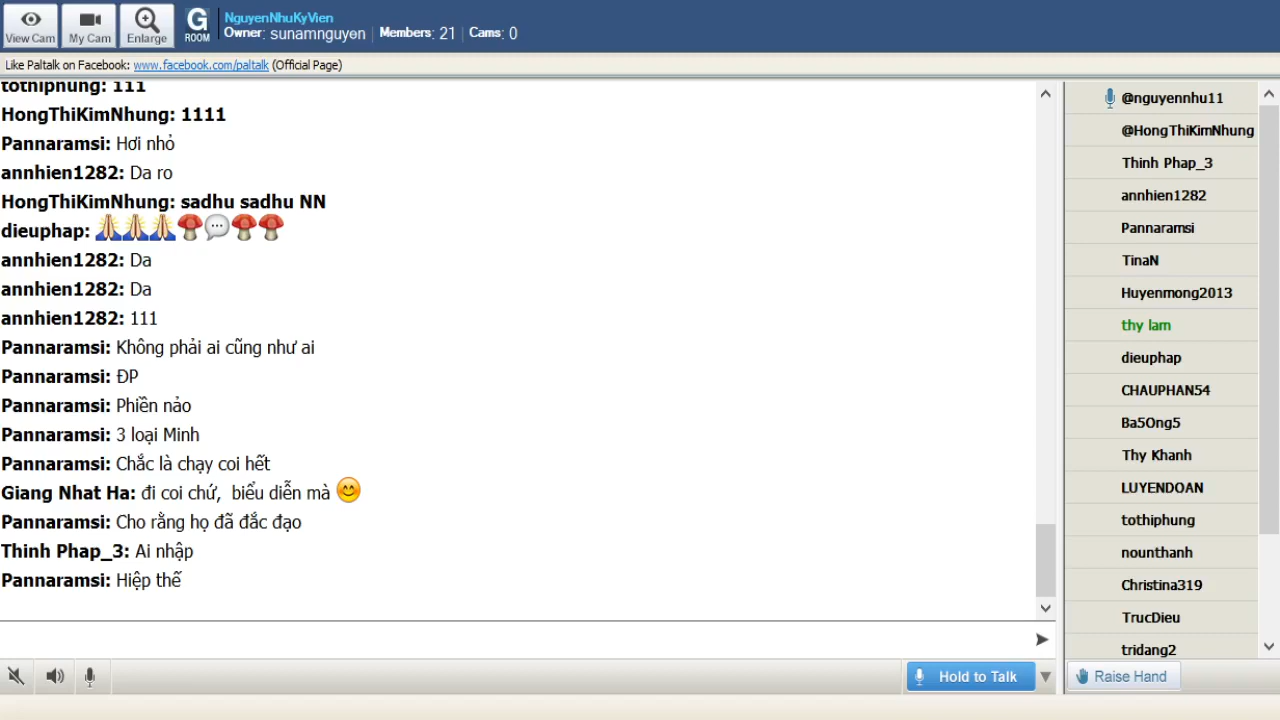 View Cam
My Cam
Enlarge
G
ROOM
NguyenNhuKyVien
Owner: sunamnguyen Members: 21 Cams: 0
Like Paltalk on Facebook: www.facebook.com/paltalk (Official Page)
tothiphung: 111
HongThiKimNhung: 1111
Pannaramsi: Hơi nhỏ
annhien1282: Da ro
HongThiKimNhung: sadhu sadhu NN
dieuphap:
annhien1282: Da
annhien1282: Da
annhien1282: 111
Pannaramsi: Không phải ai cũng như ai
Pannaramsi: ĐP
Pannaramsi: Phiền nảo
Pannaramsi: 3 loại Minh
Pannaramsi: Chắc là chạy coi hết
Giang Nhat Ha: đi coi chứ, biểu diễn mà
Pannaramsi: Cho rằng họ đã đắc đạo
Thinh Phap_3: Ai nhập
Pannaramsi: Hiệp thế
@nguyennhu11
@HongThiKimNhung
Thinh Phap_3
annhien1282
Pannaramsi
TinaN
Huyenmong2013
thy lam
dieuphap
CHAUPHAN54
Ba5Ong5
Thy Khanh
LUYENDOAN
tothiphung
nounthanh
Christina319
TrucDieu
tridang2
Hold to Talk
Raise Hand